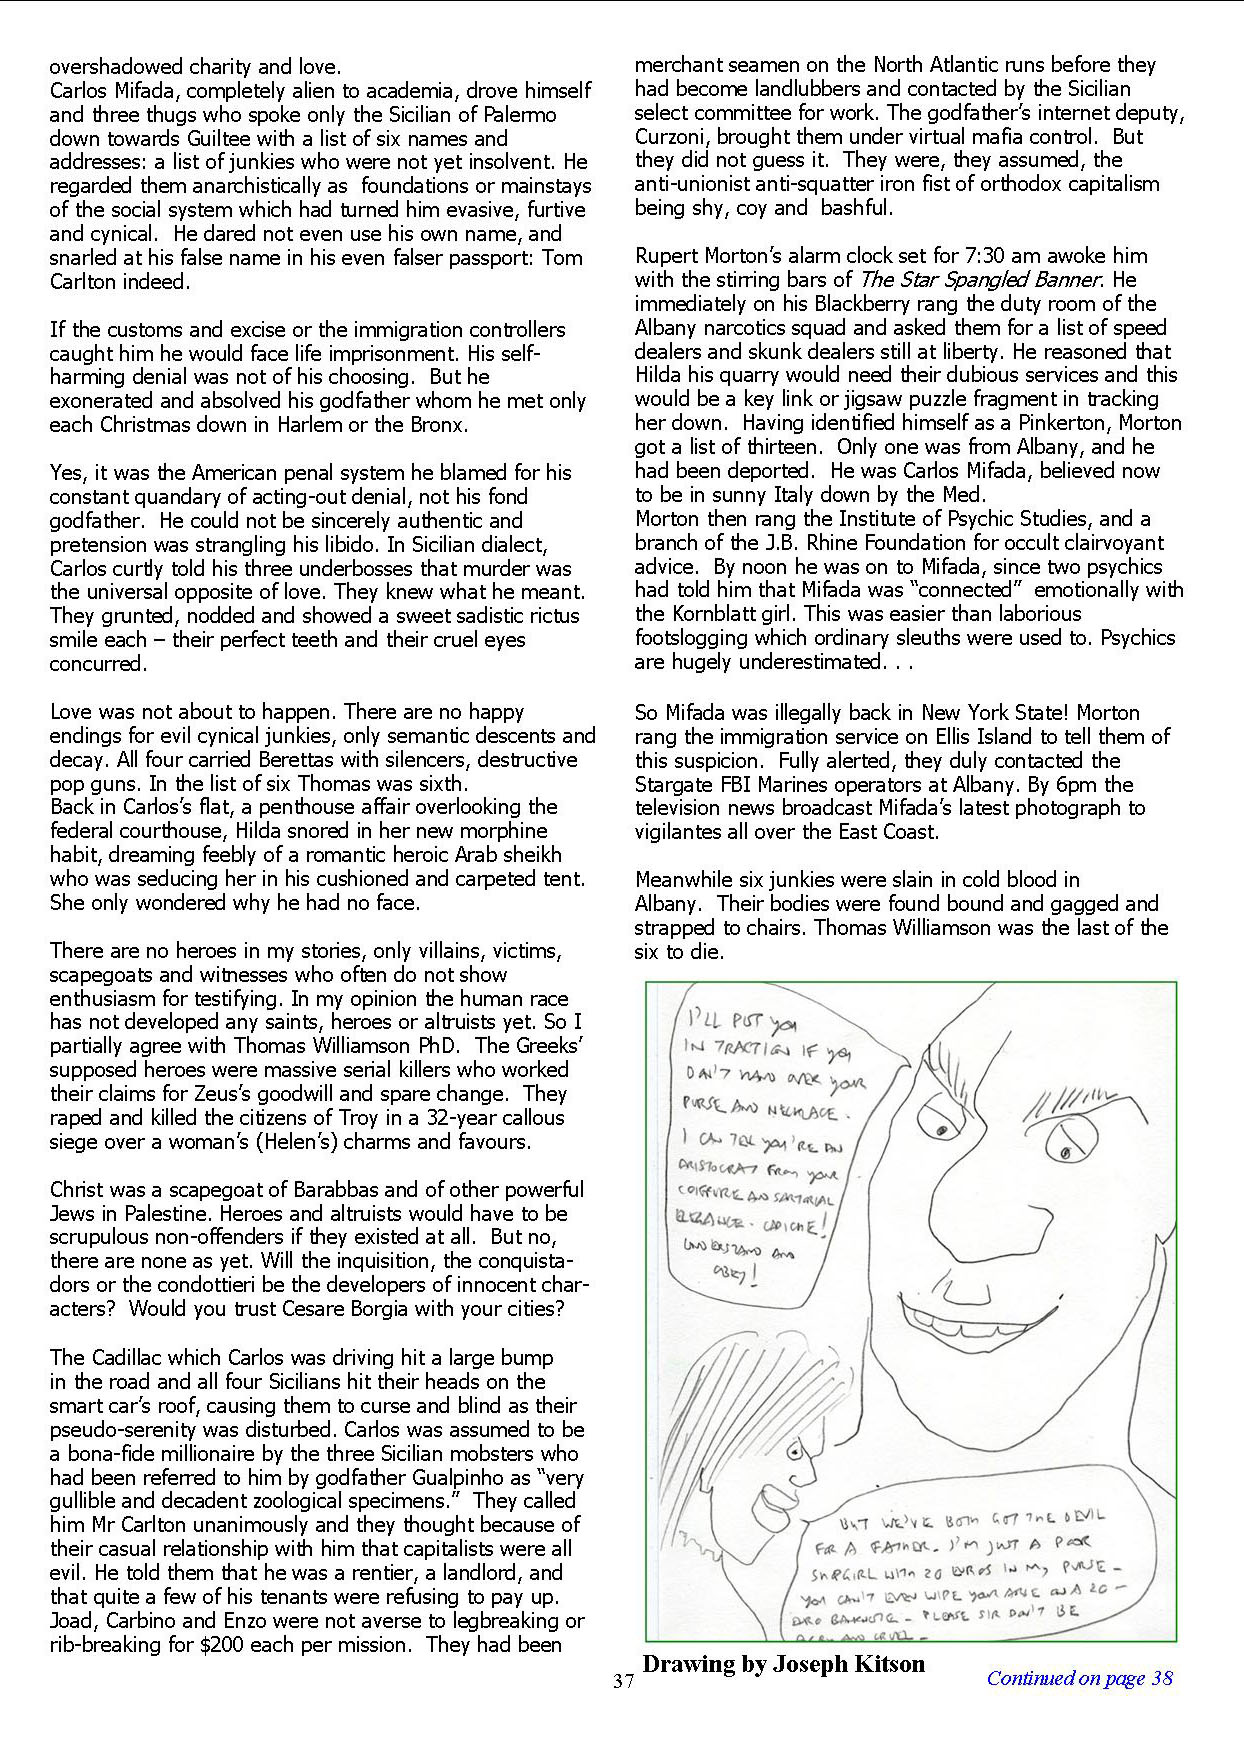 overshadowed charity and love.
Carlos Mifada, completely alien to academia, drove himself
and three thugs who spoke only the Sicilian of Palermo
down towards Guiltee with a list of six names and
addresses: a list of junkies who were not yet insolvent. He
regarded them anarchistically as  foundations or mainstays
of the social system which had turned him evasive, furtive
and cynical.  He dared not even use his own name, and
snarled at his false name in his even falser passport: Tom
Carlton indeed.

If the customs and excise or the immigration controllers
caught him he would face life imprisonment. His self-
harming denial was not of his choosing.  But he
exonerated and absolved his godfather whom he met only
each Christmas down in Harlem or the Bronx.

Yes, it was the American penal system he blamed for his
constant quandary of acting-out denial, not his fond
godfather.  He could not be sincerely authentic and
pretension was strangling his libido. In Sicilian dialect,
Carlos curtly told his three underbosses that murder was
the universal opposite of love. They knew what he meant.
They grunted, nodded and showed a sweet sadistic rictus
smile each – their perfect teeth and their cruel eyes
concurred.

Love was not about to happen. There are no happy
endings for evil cynical junkies, only semantic descents and
decay. All four carried Berettas with silencers, destructive
pop guns. In the list of six Thomas was sixth.
Back in Carlos’s flat, a penthouse affair overlooking the
federal courthouse, Hilda snored in her new morphine
habit, dreaming feebly of a romantic heroic Arab sheikh
who was seducing her in his cushioned and carpeted tent.
She only wondered why he had no face.

There are no heroes in my stories, only villains, victims,
scapegoats and witnesses who often do not show
enthusiasm for testifying. In my opinion the human race
has not developed any saints, heroes or altruists yet. So I
partially agree with Thomas Williamson PhD.  The Greeks’
supposed heroes were massive serial killers who worked
their claims for Zeus’s goodwill and spare change.  They
raped and killed the citizens of Troy in a 32-year callous
siege over a woman’s (Helen’s) charms and favours.

Christ was a scapegoat of Barabbas and of other powerful
Jews in Palestine. Heroes and altruists would have to be
scrupulous non-offenders if they existed at all.  But no,
there are none as yet. Will the inquisition, the conquista-
dors or the condottieri be the developers of innocent char-
acters?  Would you trust Cesare Borgia with your cities?

The Cadillac which Carlos was driving hit a large bump
in the road and all four Sicilians hit their heads on the
smart car’s roof, causing them to curse and blind as their
pseudo-serenity was disturbed. Carlos was assumed to be
a bona-fide millionaire by the three Sicilian mobsters who
had been referred to him by godfather Gualpinho as “very
gullible and decadent zoological specimens.”  They called
him Mr Carlton unanimously and they thought because of
their casual relationship with him that capitalists were all
evil. He told them that he was a rentier, a landlord, and
that quite a few of his tenants were refusing to pay up.
Joad, Carbino and Enzo were not averse to legbreaking or
rib-breaking for $200 each per mission.  They had been

merchant seamen on the North Atlantic runs before they
had become landlubbers and contacted by the Sicilian
select committee for work. The godfather’s internet deputy,
Curzoni, brought them under virtual mafia control.  But
they did not guess it.  They were, they assumed, the
anti-unionist anti-squatter iron fist of orthodox capitalism
being shy, coy and  bashful.

Rupert Morton’s alarm clock set for 7:30 am awoke him
with the stirring bars of The Star Spangled Banner. He
immediately on his Blackberry rang the duty room of the
Albany narcotics squad and asked them for a list of speed
dealers and skunk dealers still at liberty. He reasoned that
Hilda his quarry would need their dubious services and this
would be a key link or jigsaw puzzle fragment in tracking
her down.  Having identified himself as a Pinkerton, Morton
got a list of thirteen.  Only one was from Albany, and he
had been deported.  He was Carlos Mifada, believed now
to be in sunny Italy down by the Med.
Morton then rang the Institute of Psychic Studies, and a
branch of the J.B. Rhine Foundation for occult clairvoyant
advice.  By noon he was on to Mifada, since two psychics
had told him that Mifada was “connected”  emotionally with
the Kornblatt girl. This was easier than laborious
footslogging which ordinary sleuths were used to. Psychics
are hugely underestimated. . .

So Mifada was illegally back in New York State! Morton
rang the immigration service on Ellis Island to tell them of
this suspicion.  Fully alerted, they duly contacted the
Stargate FBI Marines operators at Albany. By 6pm the
television news broadcast Mifada’s latest photograph to
vigilantes all over the East Coast.

Meanwhile six junkies were slain in cold blood in
Albany.  Their bodies were found bound and gagged and
strapped to chairs. Thomas Williamson was the last of the
six to die.

I'LL PUT YOU
IN TRACTION IF YOU
DON'T HAND OVER YOUR
PURSE AND NECKLACE.
I CAN TELL YOU'RE AN
ARISTOCRAT FROM YOUR
COIFFURE AND SARTORIAL
ELEGANCE. CAPICHE!
UNDERSTAND AND
OBEY!

BUT WE'VE BOTH GOT THE DEVIL
FOR A FATHER. I'M JUST A POOR
SHOPGIRL WITH 20 EUROS IN MY PURSE -
YOU CAN'T EVEN WIPE YOUR ARSE ON A 20 -
EURO BANKNOTE - PLEASE SIR DON'T BE
AND CRUEL -

Drawing by Joseph Kitson
37
Continued on page 38